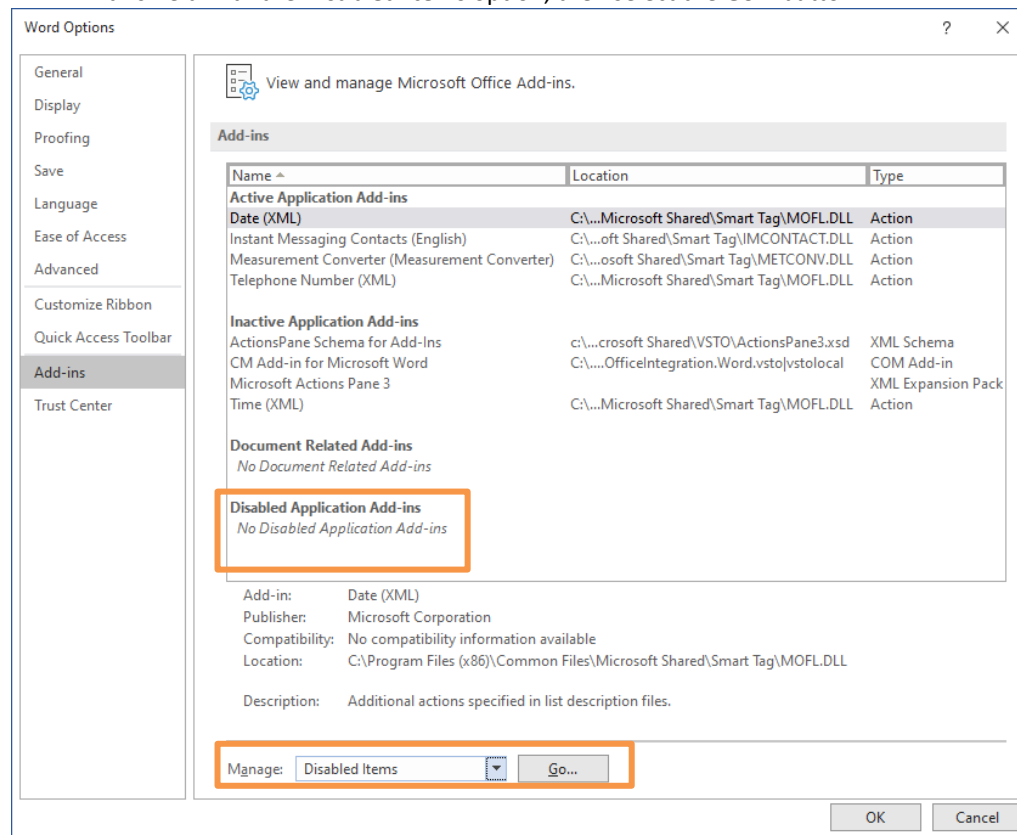 Word Options ? ×
General
Display
Proofing
Save
Language
Ease of Access
Advanced
Customize Ribbon
Quick Access Toolbar
Add-ins
Trust Center
View and manage Microsoft Office Add-ins.
Add-ins
Name Location Type
Active Application Add-ins
Date (XML) C:\...Microsoft Shared\Smart Tag\MOFL.DLL Action
Instant Messaging Contacts (English) C:\...oft Shared\Smart Tag\IMCONTACT.DLL Action
Measurement Converter (Measurement Converter) C:\...osoft Shared\Smart Tag\METCONV.DLL Action
Telephone Number (XML) C:\...Microsoft Shared\Smart Tag\MOFL.DLL Action
Inactive Application Add-ins
ActionsPane Schema for Add-Ins c:\...crosoft Shared\VSTO\ActionsPane3.xsd XML Schema
CM Add-in for Microsoft Word C:\....OfficeIntegration.Word.vsto|vstolocal COM Add-in
Microsoft Actions Pane 3 XML Expansion Pack
Time (XML) C:\...Microsoft Shared\Smart Tag\MOFL.DLL Action
Document Related Add-ins
No Document Related Add-ins
Disabled Application Add-ins
No Disabled Application Add-ins
Add-in: Date (XML)
Publisher: Microsoft Corporation
Compatibility: No compatibility information available
Location: C:\Program Files (x86)\Common Files\Microsoft Shared\Smart Tag\MOFL.DLL
Description: Additional actions specified in list description files.
Manage: Disabled Items Go...
OK Cancel